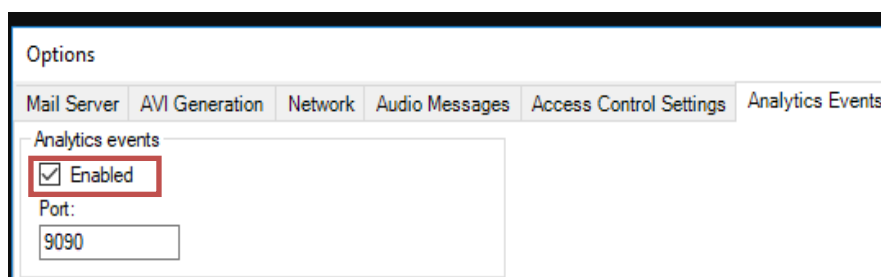 Options
Mail Server AVI Generation Network Audio Messages Access Control Settings Analytics Events
Analytics events
Enabled
Port:
9090